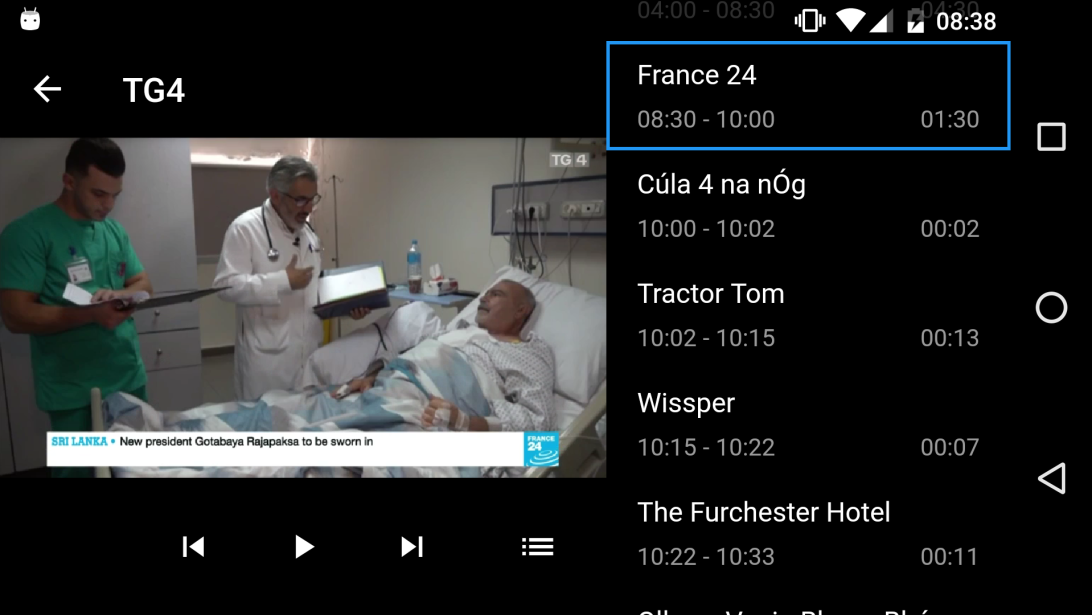 08:38
TG4
TG 4
SRI LANKA • New president Gotabaya Rajapaksa to be sworn in
FRANCE
24
04:00 - 08:30 04:30
France 24
08:30 - 10:00 01:30
Cúla 4 na nÓg
10:00 - 10:02 00:02
Tractor Tom
10:02 - 10:15 00:13
Wissper
10:15 - 10:22 00:07
The Furchester Hotel
10:22 - 10:33 00:11